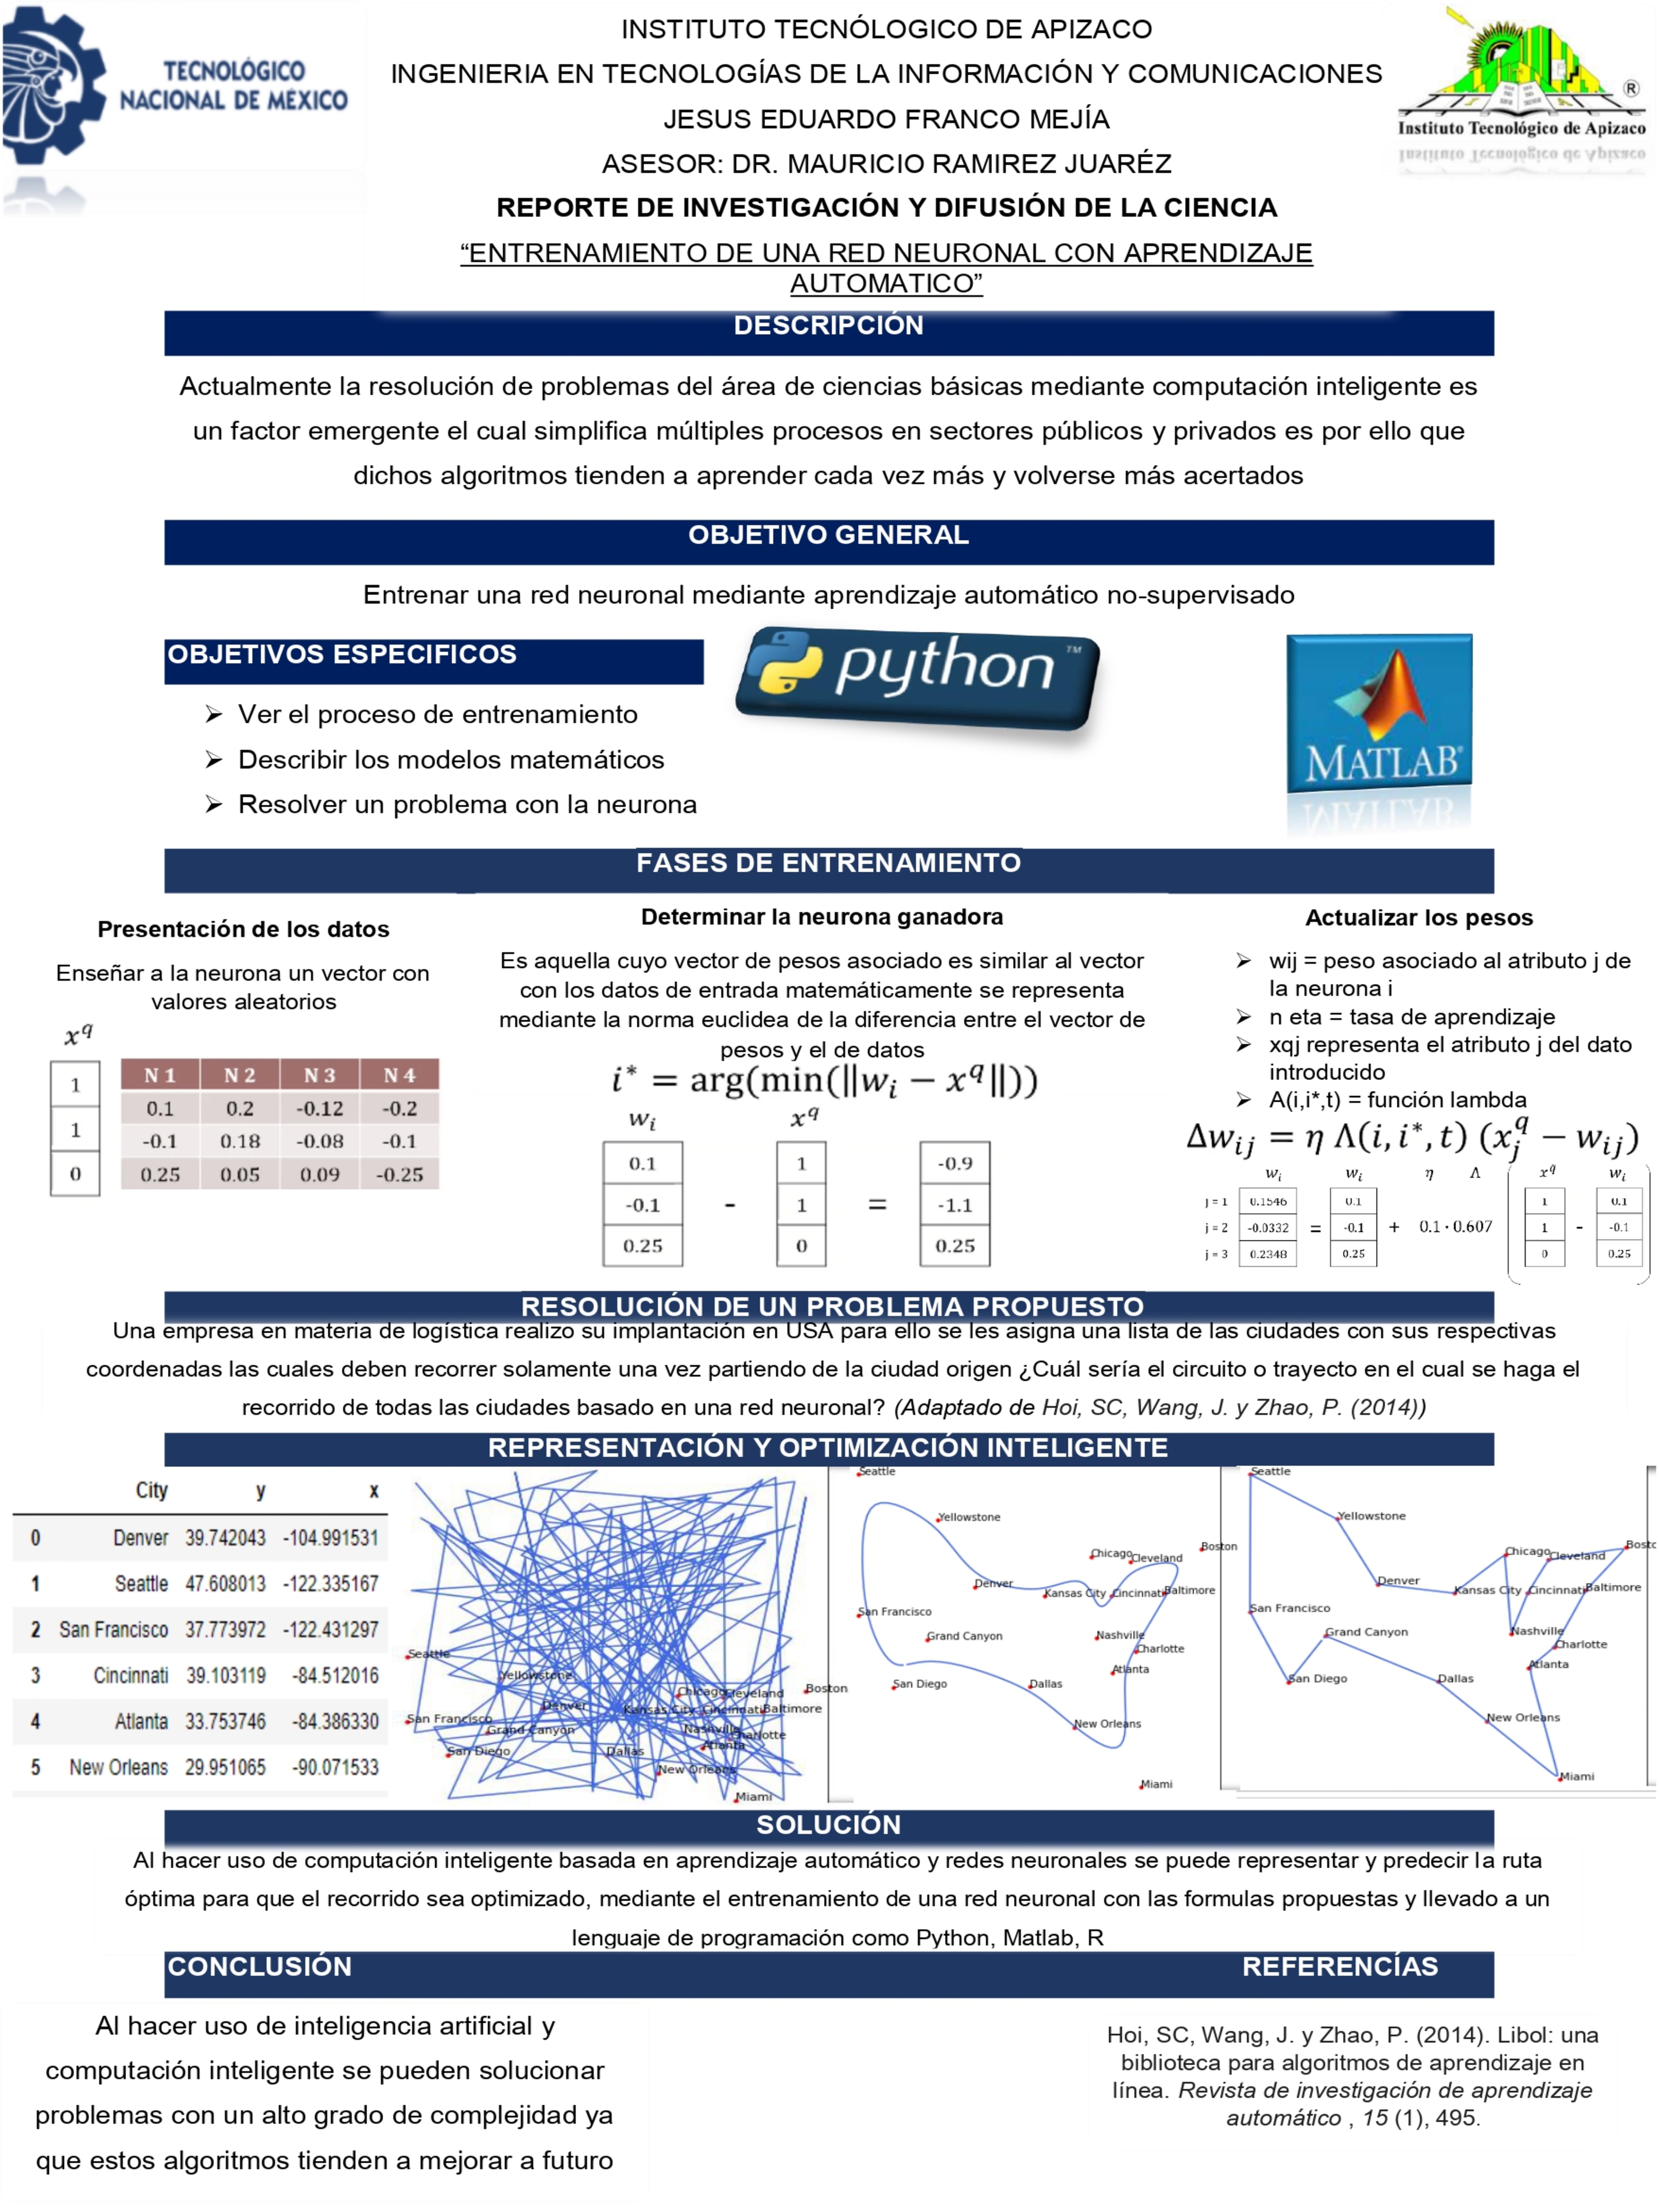 TECNOLÓGICO
NACIONAL DE MÉXICO
INSTITUTO TECNÓLOGICO DE APIZACO
INGENIERIA EN TECNOLOGÍAS DE LA INFORMACIÓN Y COMUNICACIONES
JESUS EDUARDO FRANCO MEJÍA
ASESOR: DR. MAURICIO RAMIREZ JUARÉZ
REPORTE DE INVESTIGACIÓN Y DIFUSIÓN DE LA CIENCIA
“ENTRENAMIENTO DE UNA RED NEURONAL CON APRENDIZAJE
AUTOMATICO”
®
Instituto Tecnológico de Apizaco
DESCRIPCIÓN
Actualmente la resolución de problemas del área de ciencias básicas mediante computación inteligente es
un factor emergente el cual simplifica múltiples procesos en sectores públicos y privados es por ello que
dichos algoritmos tienden a aprender cada vez más y volverse más acertados
OBJETIVO GENERAL
Entrenar una red neuronal mediante aprendizaje automático no-supervisado
OBJETIVOS ESPECIFICOS
➢ Ver el proceso de entrenamiento
➢ Describir los modelos matemáticos
➢ Resolver un problema con la neurona
python™
MATLAB®
FASES DE ENTRENAMIENTO
Presentación de los datos
Enseñar a la neurona un vector con
valores aleatorios
x^q
1
1
0
N 1 N 2 N 3 N 4
0.1 0.2 -0.12 -0.2
-0.1 0.18 -0.08 -0.1
0.25 0.05 0.09 -0.25
Determinar la neurona ganadora
Es aquella cuyo vector de pesos asociado es similar al vector
con los datos de entrada matemáticamente se representa
mediante la norma euclidea de la diferencia entre el vector de
pesos y el de datos
i* = arg(min(‖w_i − x^q‖))
w_i x^q
0.1 1 -0.9
-0.1 - 1 = -1.1
0.25 0 0.25
Actualizar los pesos
➢ wij = peso asociado al atributo j de
la neurona i
➢ n eta = tasa de aprendizaje
➢ xqj representa el atributo j del dato
introducido
➢ A(i,i*,t) = función lambda
Δw_ij = η Λ(i, i*, t) (x_j^q − w_ij)
w_i w_i η Λ x^q w_i
j = 1 0.1546 0.1 1 0.1
j = 2 -0.0332 = -0.1 + 0.1 · 0.607 1 - -0.1
j = 3 0.2348 0.25 0 0.25
RESOLUCIÓN DE UN PROBLEMA PROPUESTO
Una empresa en materia de logística realizo su implantación en USA para ello se les asigna una lista de las ciudades con sus respectivas
coordenadas las cuales deben recorrer solamente una vez partiendo de la ciudad origen ¿Cuál sería el circuito o trayecto en el cual se haga el
recorrido de todas las ciudades basado en una red neuronal? (Adaptado de Hoi, SC, Wang, J. y Zhao, P. (2014))
REPRESENTACIÓN Y OPTIMIZACIÓN INTELIGENTE
City y x
0 Denver 39.742043 -104.991531
1 Seattle 47.608013 -122.335167
2 San Francisco 37.773972 -122.431297
3 Cincinnati 39.103119 -84.512016
4 Atlanta 33.753746 -84.386330
5 New Orleans 29.951065 -90.071533
Seattle
Yellowstone
Chicago Cleveland Boston
Denver Kansas City Cincinnati Baltimore
San Francisco
Grand Canyon Nashville Charlotte
San Diego Dallas Atlanta
New Orleans
Miami
Seattle
Yellowstone
Chicago Cleveland Boston
Denver Kansas City Cincinnati Baltimore
San Francisco
Grand Canyon Nashville
Charlotte
Atlanta
San Diego Dallas
New Orleans
Miami
Seattle
Yellowstone
Chicago Cleveland Bostc
Denver Kansas City Cincinnati Baltimore
San Francisco
Grand Canyon Nashville
Charlotte
Atlanta
San Diego Dallas
New Orleans
Miami
SOLUCIÓN
Al hacer uso de computación inteligente basada en aprendizaje automático y redes neuronales se puede representar y predecir la ruta
óptima para que el recorrido sea optimizado, mediante el entrenamiento de una red neuronal con las formulas propuestas y llevado a un
lenguaje de programación como Python, Matlab, R
CONCLUSIÓN
Al hacer uso de inteligencia artificial y
computación inteligente se pueden solucionar
problemas con un alto grado de complejidad ya
que estos algoritmos tienden a mejorar a futuro
REFERENCÍAS
Hoi, SC, Wang, J. y Zhao, P. (2014). Libol: una
biblioteca para algoritmos de aprendizaje en
línea. Revista de investigación de aprendizaje
automático , 15 (1), 495.